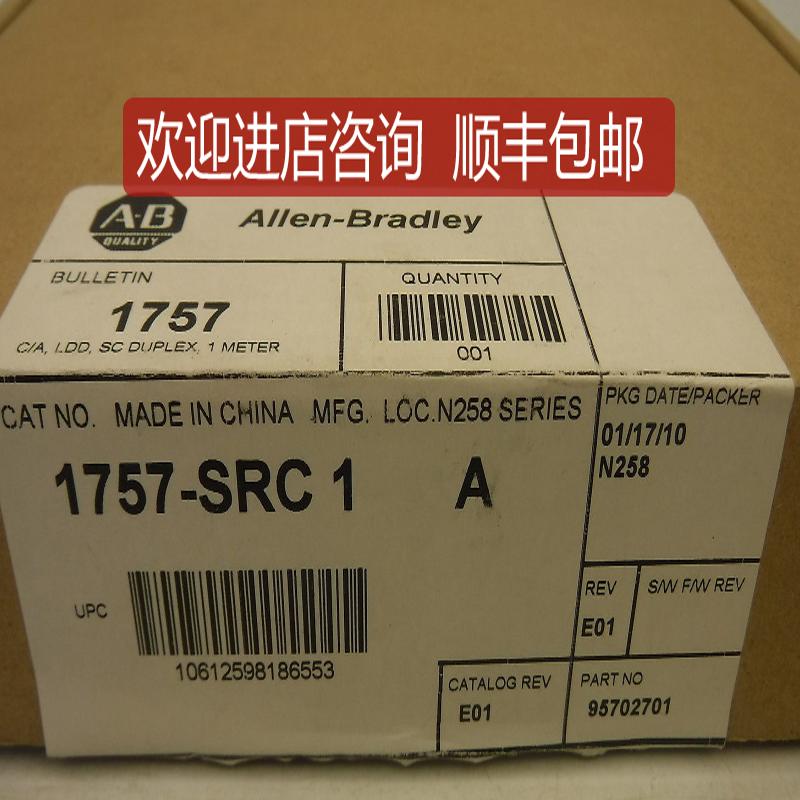 欢迎进店咨询 顺丰包邮
A-B
QUALITY
Allen-Bradley
BULLETIN
1757
C/A, LDD, SC DUPLEX, 1 METER
QUANTITY
001
CAT NO. MADE IN CHINA MFG. LOC.N258 SERIES
1757-SRC 1 A
PKG DATE/PACKER
01/17/10
N258
UPC
10612598186553
REV
E01
S/W F/W REV
CATALOG REV
E01
PART NO
95702701